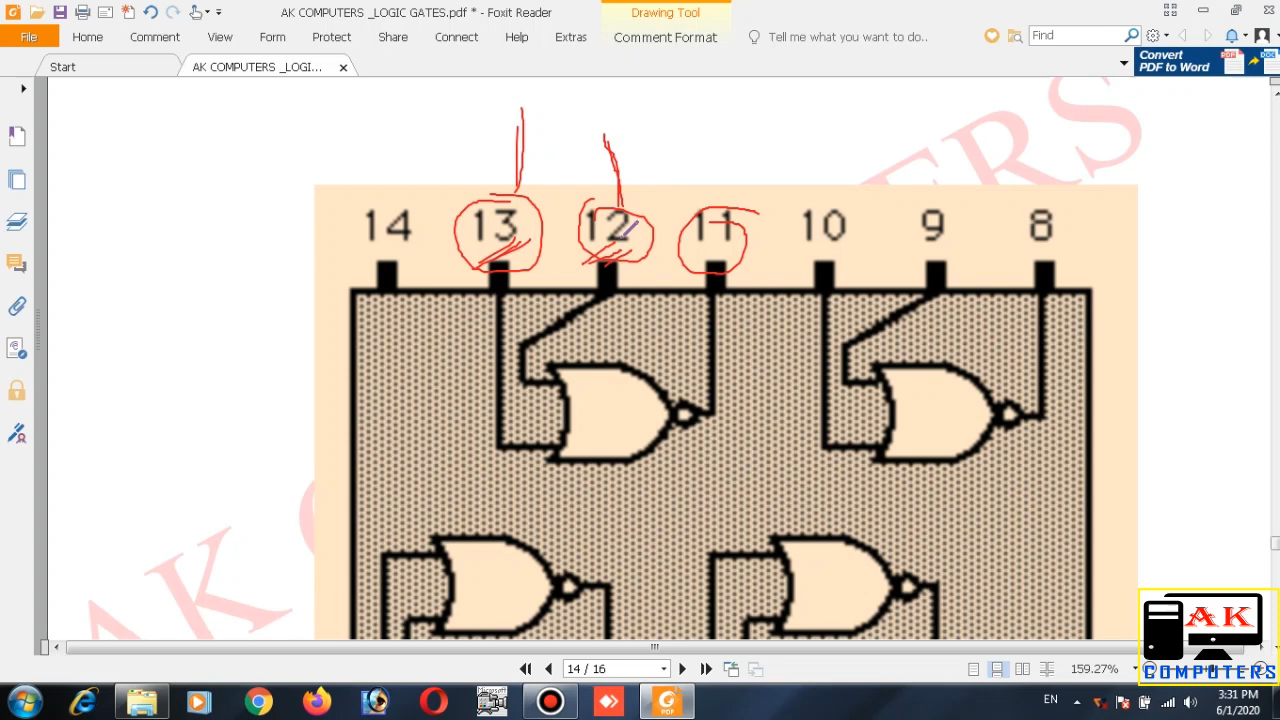 AK COMPUTERS _LOGIC GATES.pdf * - Foxit Reader
Drawing Tool
File Home Comment View Form Protect Share Connect Help Extras Comment Format Tell me what you want to do.. Find
Start AK COMPUTERS _LOGI...
Convert
PDF to Word
14 13 12 11 10 9 8
AK
COMPUTERS
14 / 16
159.27%
EN
3:31 PM
6/1/2020